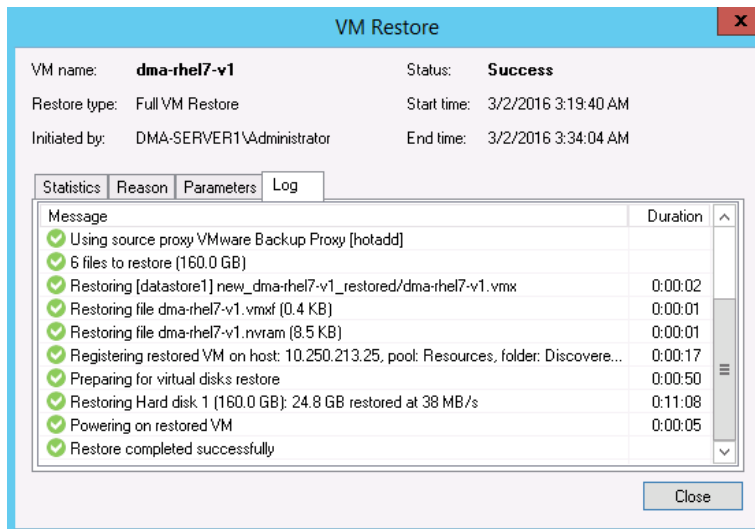 VM Restore
x
VM name: dma-rhel7-v1 Status: Success
Restore type: Full VM Restore Start time: 3/2/2016 3:19:40 AM
Initiated by: DMA-SERVER1\Administrator End time: 3/2/2016 3:34:04 AM
Statistics Reason Parameters Log
Message Duration
Using source proxy VMware Backup Proxy [hotadd]
6 files to restore (160.0 GB)
Restoring [datastore1] new_dma-rhel7-v1_restored/dma-rhel7-v1.vmx 0:00:02
Restoring file dma-rhel7-v1.vmxf (0.4 KB) 0:00:01
Restoring file dma-rhel7-v1.nvram (8.5 KB) 0:00:01
Registering restored VM on host: 10.250.213.25, pool: Resources, folder: Discovere... 0:00:17
Preparing for virtual disks restore 0:00:50
Restoring Hard disk 1 (160.0 GB): 24.8 GB restored at 38 MB/s 0:11:08
Powering on restored VM 0:00:05
Restore completed successfully
Close